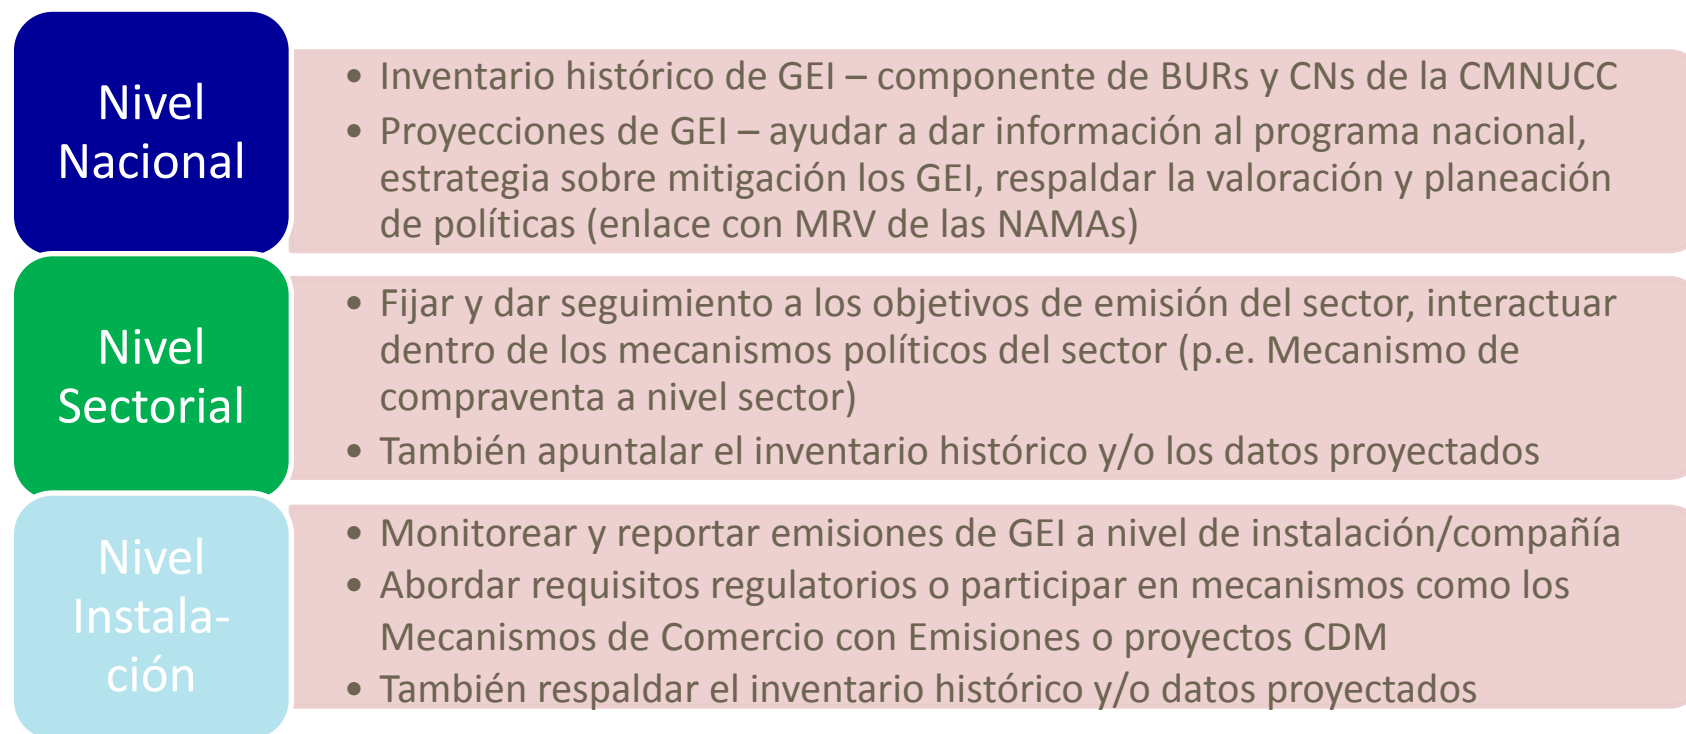 Nivel
Nacional
• Inventario histórico de GEI – componente de BURs y CNs de la CMNUCC
• Proyecciones de GEI – ayudar a dar información al programa nacional,
estrategia sobre mitigación los GEI, respaldar la valoración y planeación
de políticas (enlace con MRV de las NAMAs)
Nivel
Sectorial
• Fijar y dar seguimiento a los objetivos de emisión del sector, interactuar
dentro de los mecanismos políticos del sector (p.e. Mecanismo de
compraventa a nivel sector)
• También apuntalar el inventario histórico y/o los datos proyectados
Nivel
Instala-
ción
• Monitorear y reportar emisiones de GEI a nivel de instalación/compañía
• Abordar requisitos regulatorios o participar en mecanismos como los
Mecanismos de Comercio con Emisiones o proyectos CDM
• También respaldar el inventario histórico y/o datos proyectados